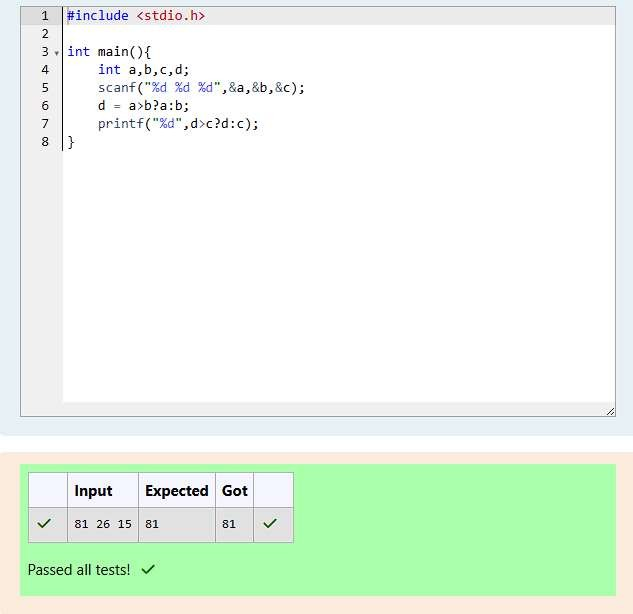 1 #include <stdio.h>
2
3 int main(){
4     int a,b,c,d;
5     scanf("%d %d %d",&a,&b,&c);
6     d = a>b?a:b;
7     printf("%d",d>c?d:c);
8 }
Input Expected Got
81 26 15 81 81
Passed all tests!